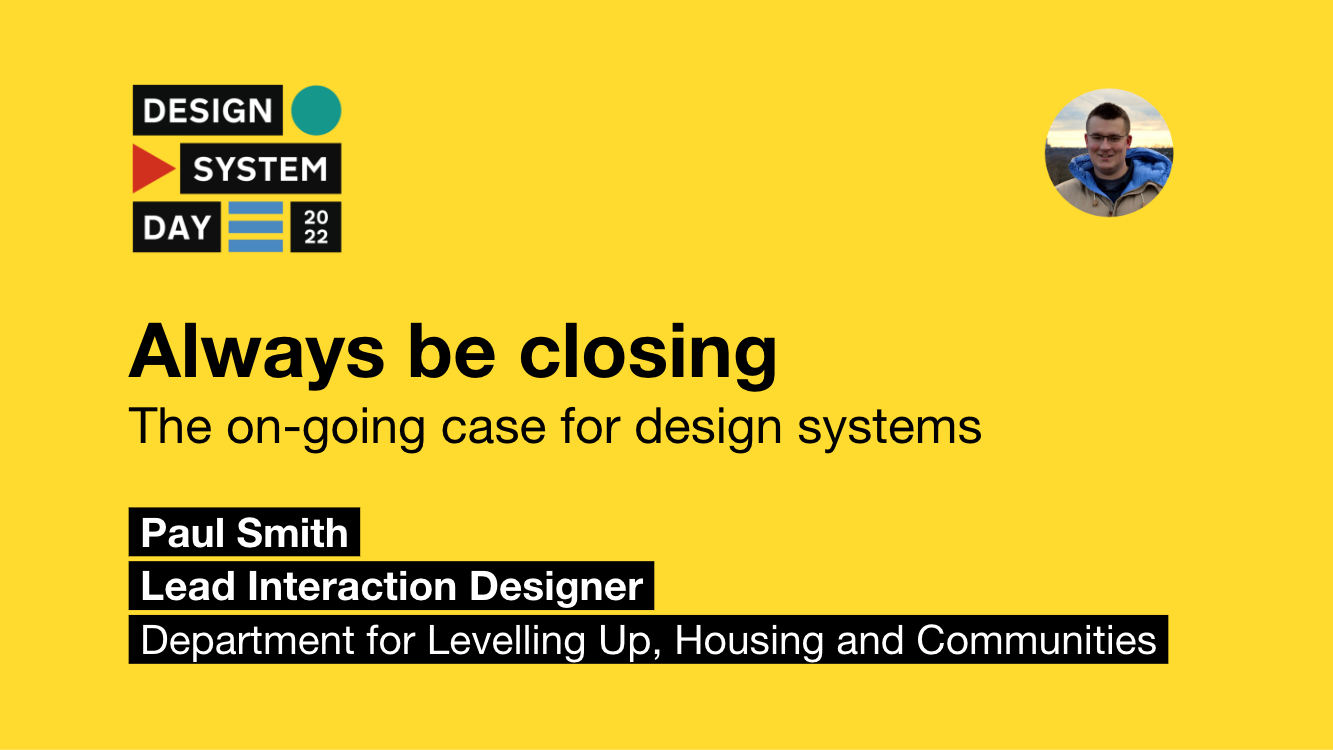 DESIGN
SYSTEM
DAY 20
22
Always be closing
The on-going case for design systems
Paul Smith
Lead Interaction Designer
Department for Levelling Up, Housing and Communities